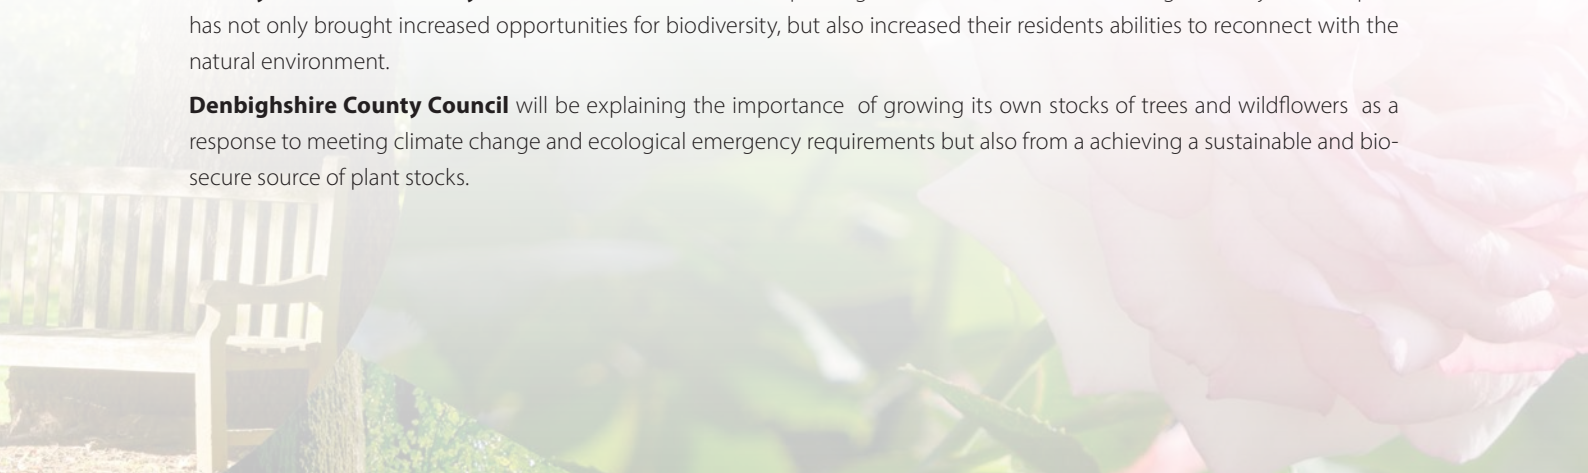 has not only brought increased opportunities for biodiversity, but also increased their residents abilities to reconnect with the
natural environment.
Denbighshire County Council will be explaining the importance  of growing its own stocks of trees and wildflowers  as a
response to meeting climate change and ecological emergency requirements but also from a achieving a sustainable and bio-
secure source of plant stocks.